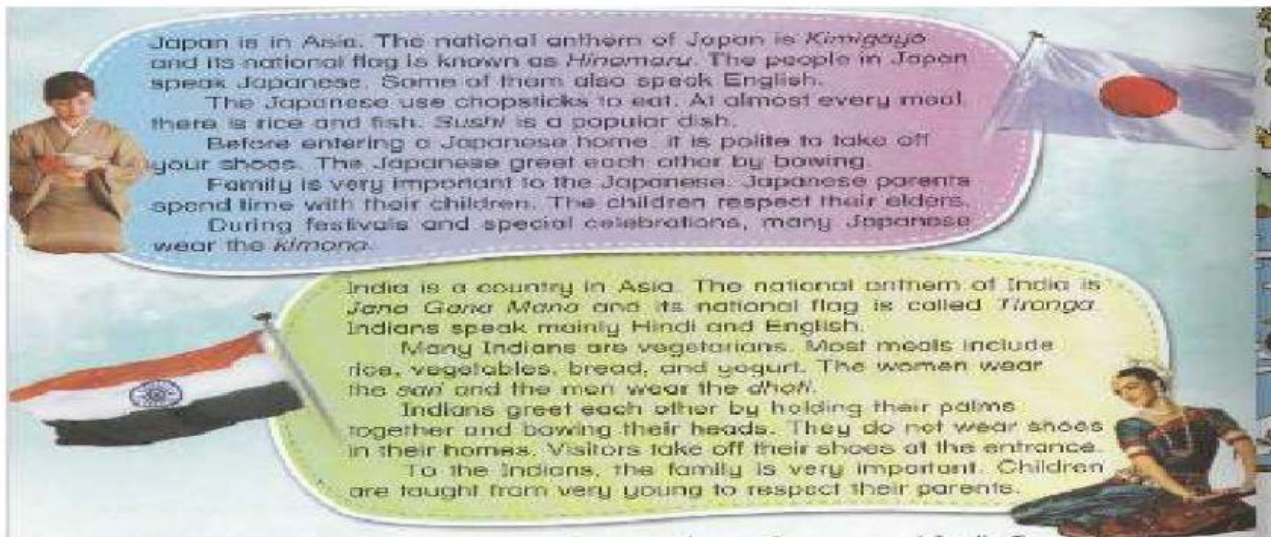 Japan is in Asia. The national anthem of Japan is Kimigayo
and its national flag is known as Hinomaru. The people in Japan
speak Japanese. Some of them also speak English.
The Japanese use chopsticks to eat. At almost every meal,
there is rice and fish. Sushi is a popular dish.
Before entering a Japanese home, it is polite to take off
your shoes. The Japanese greet each other by bowing.
Family is very important to the Japanese. Japanese parents
spend time with their children. The children respect their elders.
During festivals and special celebrations, many Japanese
wear the kimono.
India is a country in Asia. The national anthem of India is
Jana Gana Mana and its national flag is called Tironga.
Indians speak mainly Hindi and English.
Many Indians are vegetarians. Most meals include
rice, vegetables, bread, and yogurt. The women wear
the sari and the men wear the dhoti.
Indians greet each other by holding their palms
together and bowing their heads. They do not wear shoes
in their homes. Visitors take off their shoes at the entrance.
To the Indians, the family is very important. Children
are taught from very young to respect their parents.